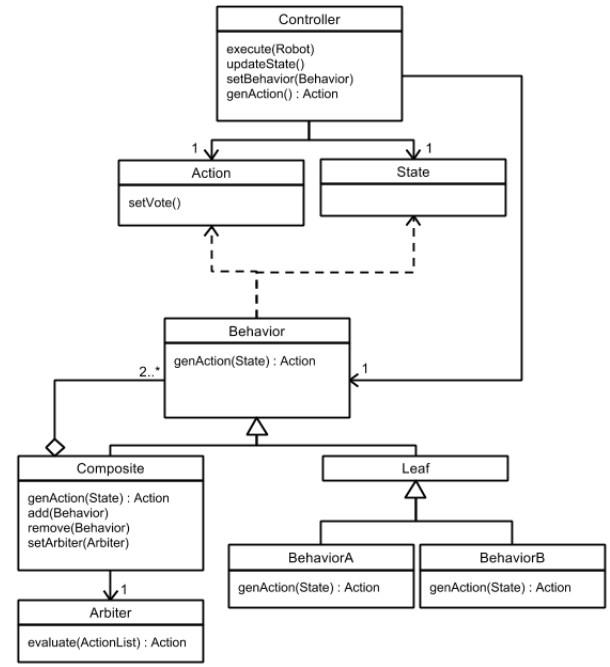 Controller
execute(Robot)
updateState()
setBehavior(Behavior)
genAction() : Action
1
1
Action
setVote()
State
Behavior
genAction(State) : Action
1
2..*
Composite
genAction(State) : Action
add(Behavior)
remove(Behavior)
setArbiter(Arbiter)
Leaf
BehaviorA
genAction(State) : Action
BehaviorB
genAction(State) : Action
1
Arbiter
evaluate(ActionList) : Action